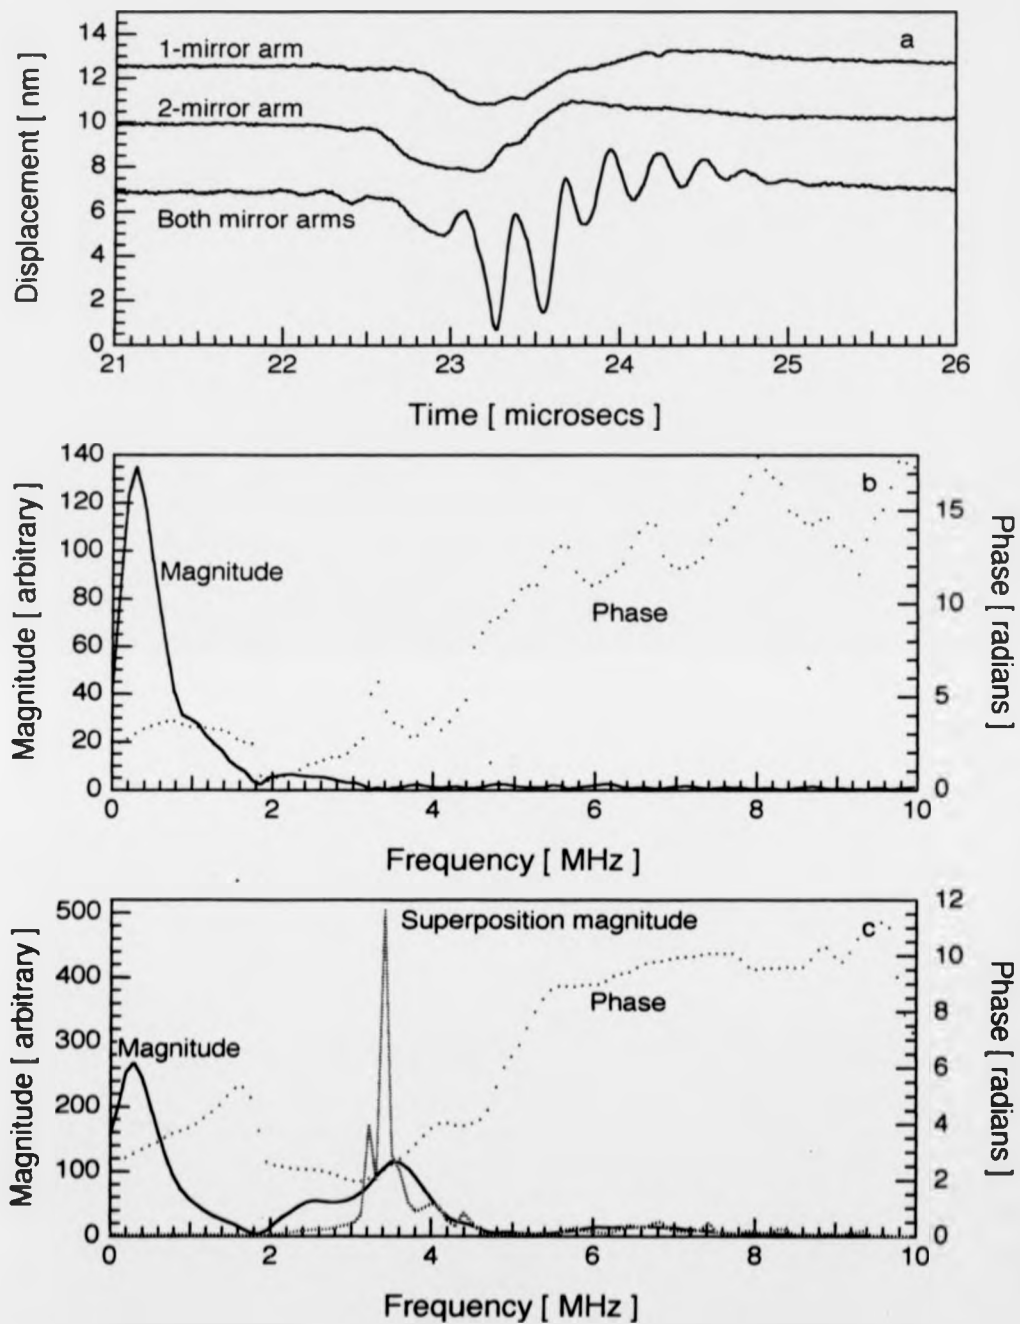 Displacement [ nm ]
14
12
10
8
6
4
2
0
1-mirror arm
a
2-mirror arm
Both mirror arms
21 22 23 24 25 26
Time [ microsecs ]
Magnitude [ arbitrary ]
140
120
100
80
60
40
20
0
b
Magnitude
Phase
15
10
5
0
Phase [ radians ]
0 2 4 6 8 10
Frequency [ MHz ]
Magnitude [ arbitrary ]
500
400
300
200
100
0
Superposition magnitude
c
Phase
Magnitude
12
10
8
6
4
2
0
Phase [ radians ]
0 2 4 6 8 10
Frequency [ MHz ]